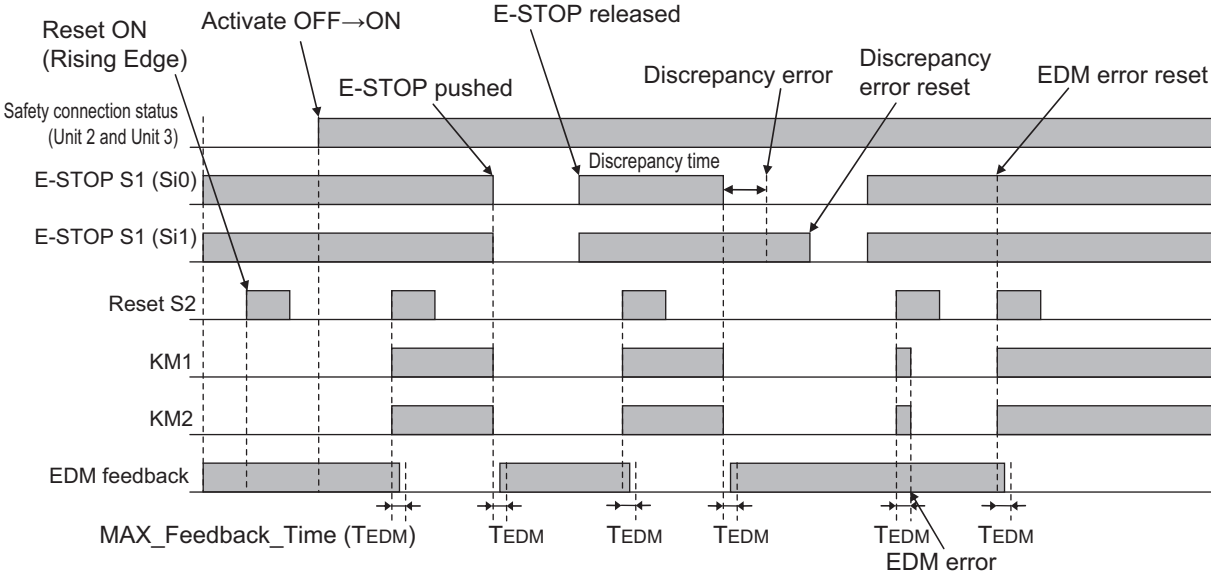 E-STOP released
Activate OFF→ON
Reset ON
(Rising Edge)
Discrepancy error
Discrepancy
error reset
EDM error reset
E-STOP pushed
Safety connection status
(Unit 2 and Unit 3)
Discrepancy time
E-STOP S1 (Si0)
E-STOP S1 (Si1)
Reset S2
KM1
KM2
EDM feedback
MAX_Feedback_Time (TEDM)
TEDM
TEDM
TEDM
TEDM
TEDM
EDM error